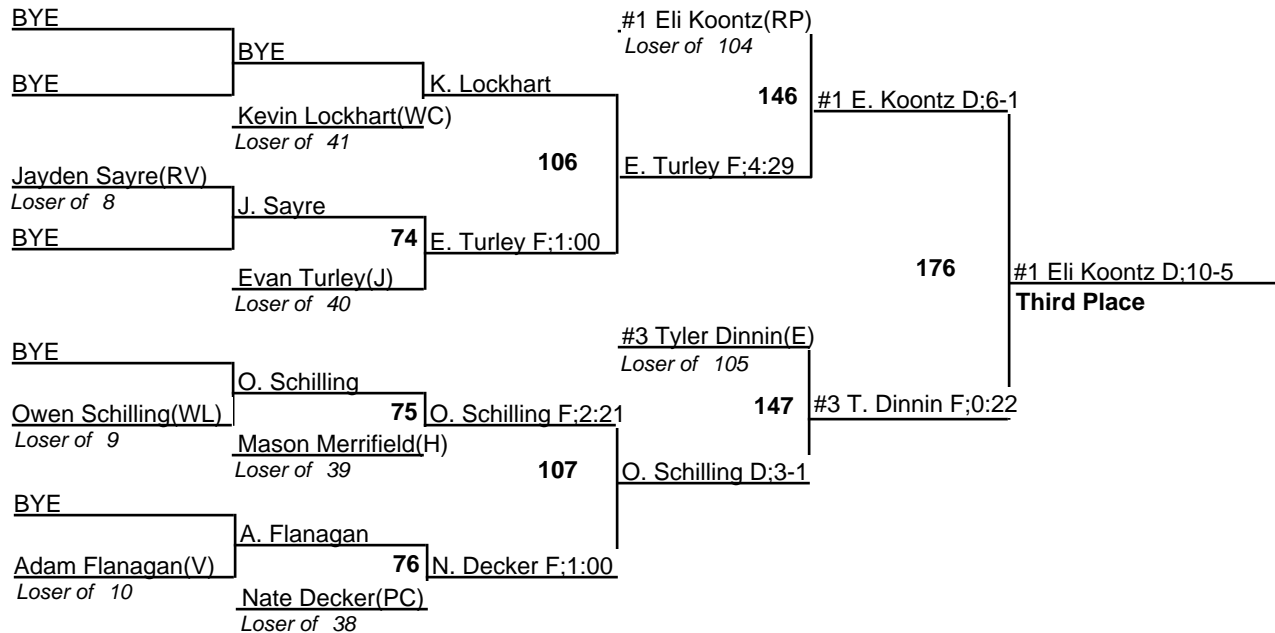 BYE
BYE
BYE
Kevin Lockhart(WC)
Loser of 41
K. Lockhart
Jayden Sayre(RV)
Loser of 8
BYE
J. Sayre
Evan Turley(J)
Loser of 40
74
E. Turley F;1:00
106
E. Turley F;4:29
#1 Eli Koontz(RP)
Loser of 104
146
#1 E. Koontz D;6-1
BYE
Owen Schilling(WL)
Loser of 9
O. Schilling
Mason Merrifield(H)
Loser of 39
75
O. Schilling F;2:21
BYE
Adam Flanagan(V)
Loser of 10
A. Flanagan
Nate Decker(PC)
Loser of 38
76
N. Decker F;1:00
107
O. Schilling D;3-1
#3 Tyler Dinnin(E)
Loser of 105
147
#3 T. Dinnin F;0:22
176
#1 Eli Koontz D;10-5
Third Place